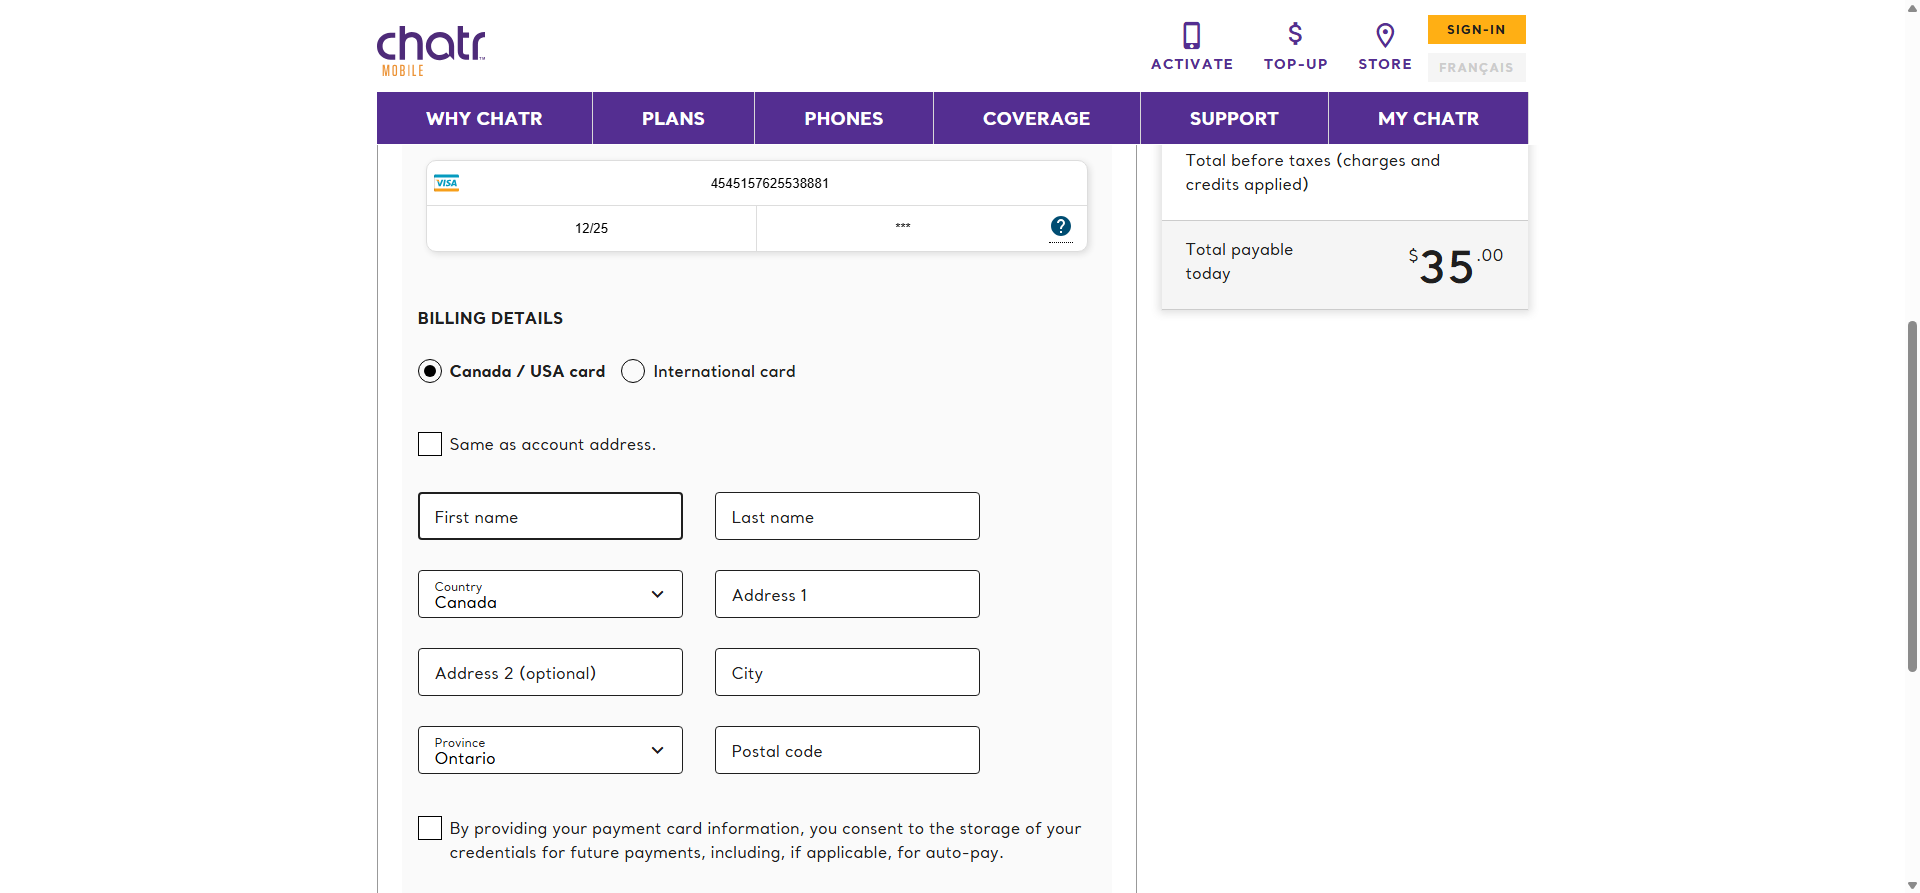 chatr
MOBILE
ACTIVATE
TOP-UP
STORE
SIGN-IN
FRANÇAIS
WHY CHATR
PLANS
PHONES
COVERAGE
SUPPORT
MY CHATR
VISA
4545157625538881
12/25
***
?
Total before taxes (charges and
credits applied)
Total payable
today
$35.00
BILLING DETAILS
Canada / USA card
International card
Same as account address.
First name
Last name
Country
Canada
Address 1
Address 2 (optional)
City
Province
Ontario
Postal code
By providing your payment card information, you consent to the storage of your
credentials for future payments, including, if applicable, for auto-pay.